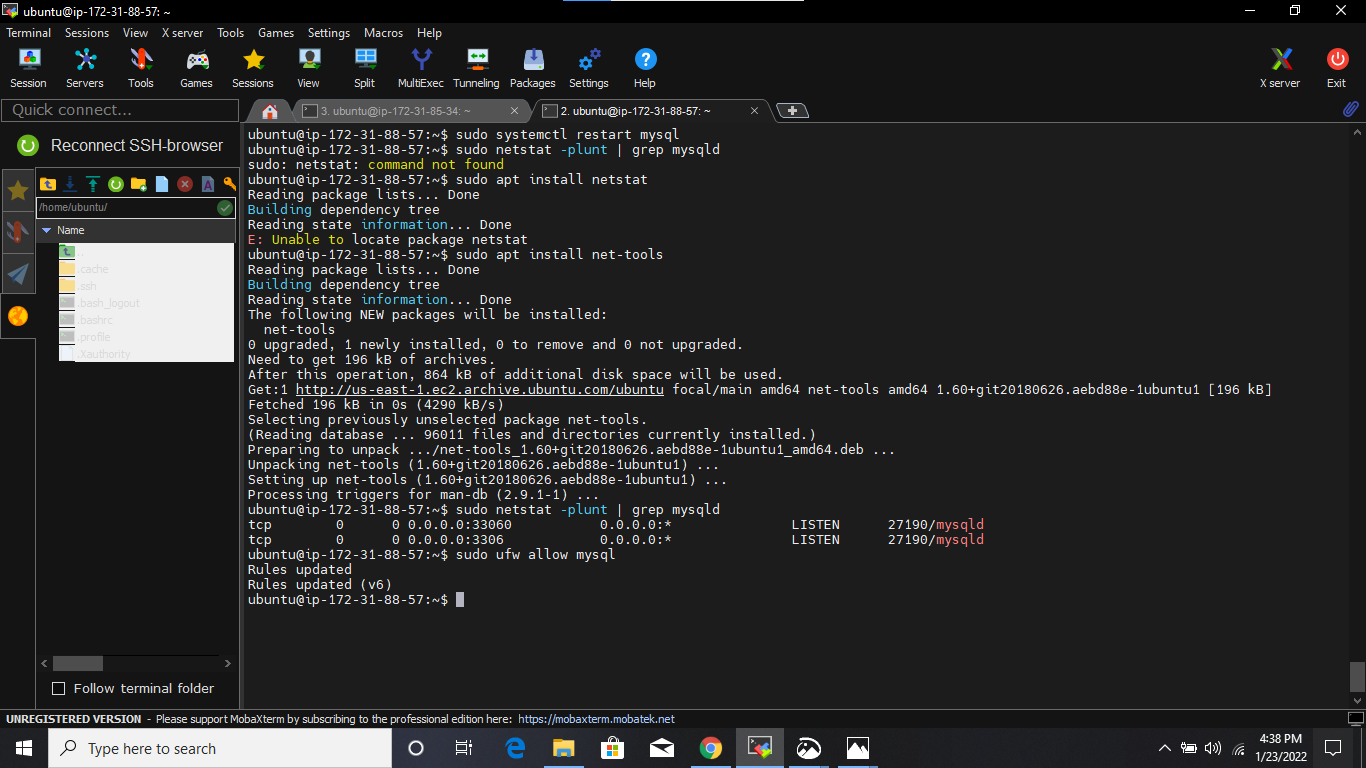 ubuntu@ip-172-31-88-57: ~
Terminal Sessions View X server Tools Games Settings Macros Help
Session Servers Tools Games Sessions View Split MultiExec Tunneling Packages Settings Help X server Exit
Quick connect...
3. ubuntu@ip-172-31-85-34: ~
2. ubuntu@ip-172-31-88-57: ~
Reconnect SSH-browser
/home/ubuntu/
Name
..
.cache
.ssh
.bash_logout
.bashrc
.profile
.Xauthority
Follow terminal folder
ubuntu@ip-172-31-88-57:~$ sudo systemctl restart mysql
ubuntu@ip-172-31-88-57:~$ sudo netstat -plunt | grep mysqld
sudo: netstat: command not found
ubuntu@ip-172-31-88-57:~$ sudo apt install netstat
Reading package lists... Done
Building dependency tree
Reading state information... Done
E: Unable to locate package netstat
ubuntu@ip-172-31-88-57:~$ sudo apt install net-tools
Reading package lists... Done
Building dependency tree
Reading state information... Done
The following NEW packages will be installed:
  net-tools
0 upgraded, 1 newly installed, 0 to remove and 0 not upgraded.
Need to get 196 kB of archives.
After this operation, 864 kB of additional disk space will be used.
Get:1 http://us-east-1.ec2.archive.ubuntu.com/ubuntu focal/main amd64 net-tools amd64 1.60+git20180626.aebd88e-1ubuntu1 [196 kB]
Fetched 196 kB in 0s (4290 kB/s)
Selecting previously unselected package net-tools.
(Reading database ... 96011 files and directories currently installed.)
Preparing to unpack .../net-tools_1.60+git20180626.aebd88e-1ubuntu1_amd64.deb ...
Unpacking net-tools (1.60+git20180626.aebd88e-1ubuntu1) ...
Setting up net-tools (1.60+git20180626.aebd88e-1ubuntu1) ...
Processing triggers for man-db (2.9.1-1) ...
ubuntu@ip-172-31-88-57:~$ sudo netstat -plunt | grep mysqld
tcp        0      0 0.0.0.0:33060           0.0.0.0:*               LISTEN      27190/mysqld
tcp        0      0 0.0.0.0:3306            0.0.0.0:*               LISTEN      27190/mysqld
ubuntu@ip-172-31-88-57:~$ sudo ufw allow mysql
Rules updated
Rules updated (v6)
ubuntu@ip-172-31-88-57:~$
UNREGISTERED VERSION - Please support MobaXterm by subscribing to the professional edition here: https://mobaxterm.mobatek.net
Type here to search
4:38 PM
1/23/2022